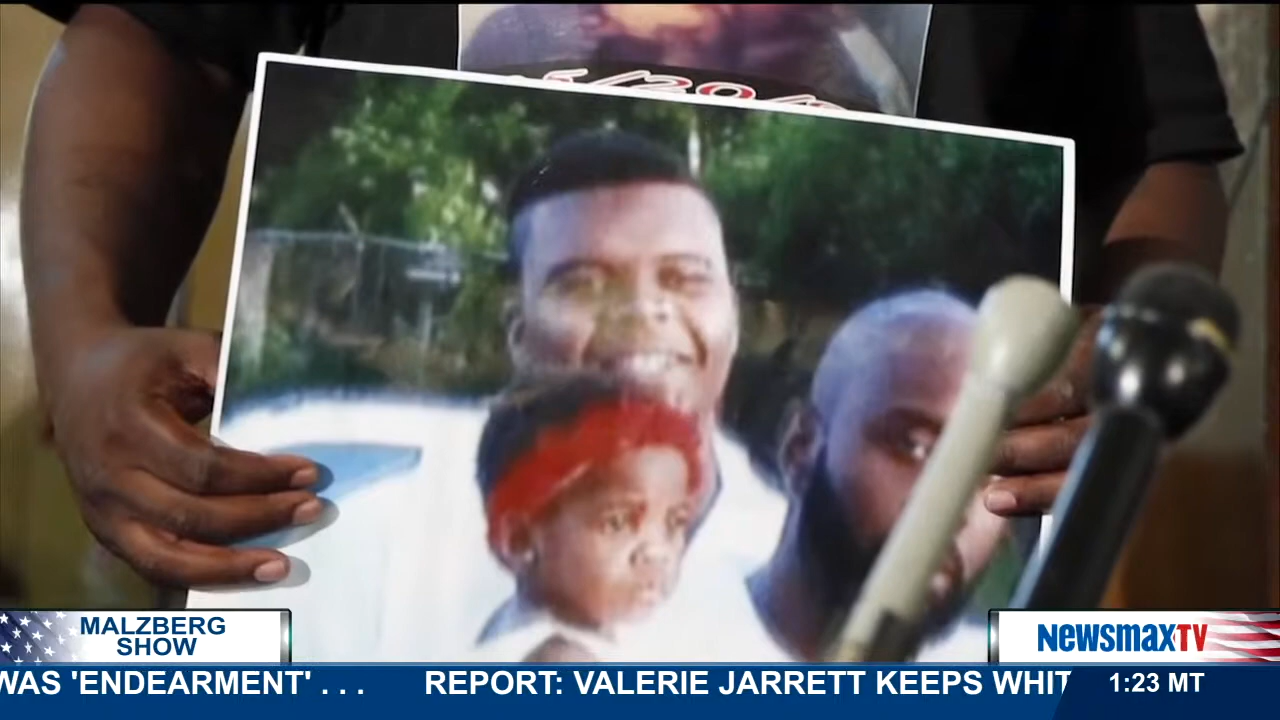 MALZBERG
SHOW
NEWSMAXTV
WAS 'ENDEARMENT' . . . REPORT: VALERIE JARRETT KEEPS WHIT
1:23 MT